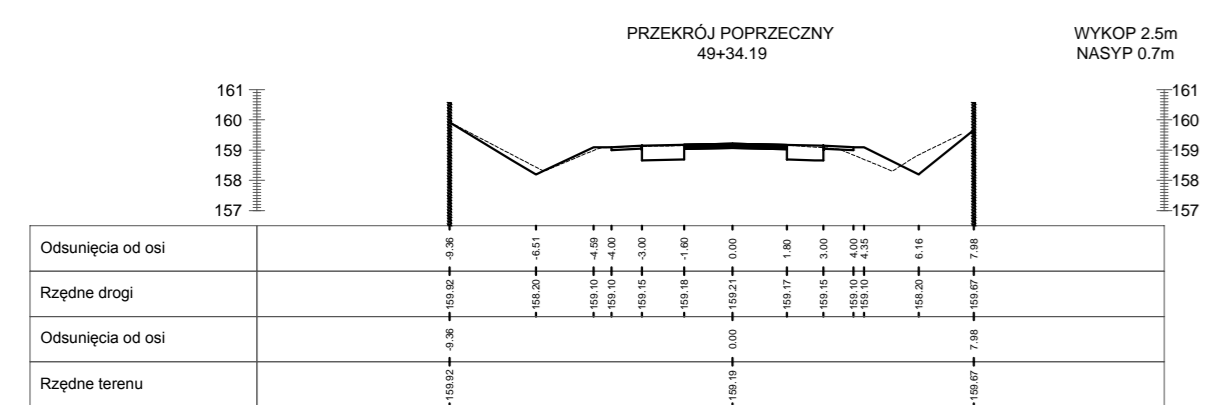 PRZEKRÓJ POPRZECZNY
49+34.19
WYKOP 2.5m
NASYP 0.7m
161 161
160 160
159 159
158 158
157 157
Odsunięcia od osi -9.36 -6.51 -4.59 -4.00 -3.00 -1.60 0.00 1.80 3.00 4.00 4.35 6.16 7.98
Rzędne drogi 159.92 158.20 159.10 159.10 159.15 159.18 159.21 159.17 159.15 159.10 159.10 158.20 159.67
Odsunięcia od osi -9.36 0.00 7.98
Rzędne terenu 159.92 159.19 159.67